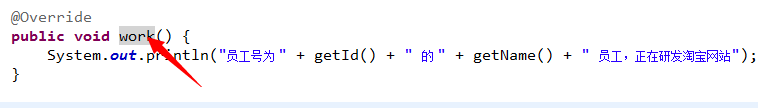 @Override
public void work() {
System.out.println("员工号为 " + getId() + " 的 " + getName() + " 员工，正在研发淘宝网站");
}